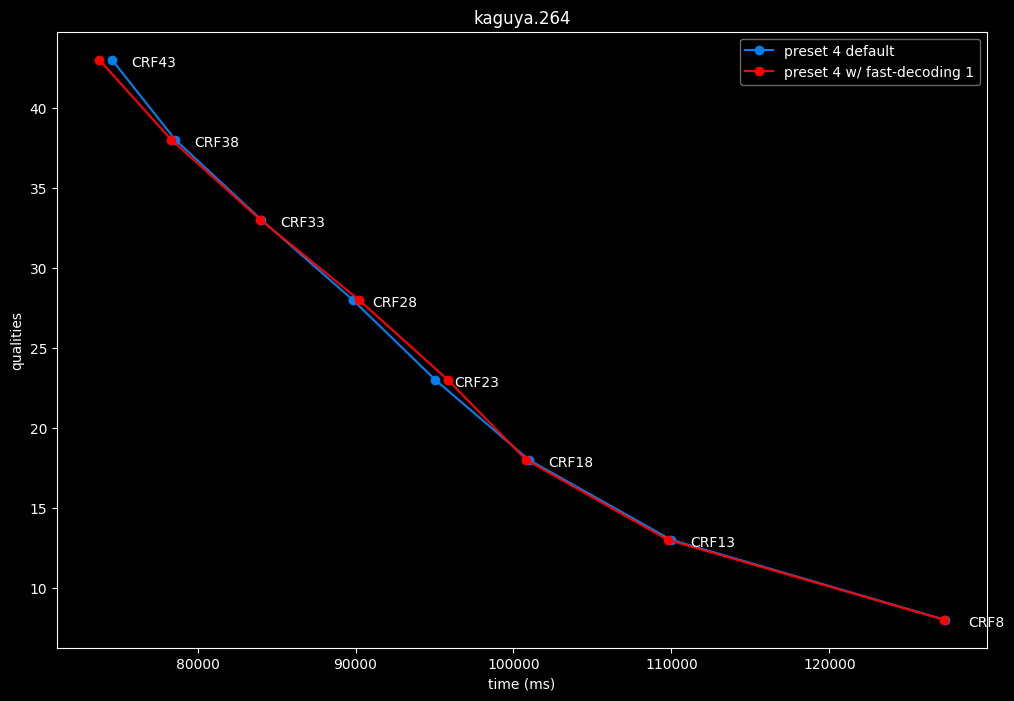 kaguya.264
preset 4 default
preset 4 w/ fast-decoding 1
CRF43
CRF38
CRF33
CRF28
CRF23
CRF18
CRF13
CRF8
qualities
40
35
30
25
20
15
10
80000
90000
100000
110000
120000
time (ms)